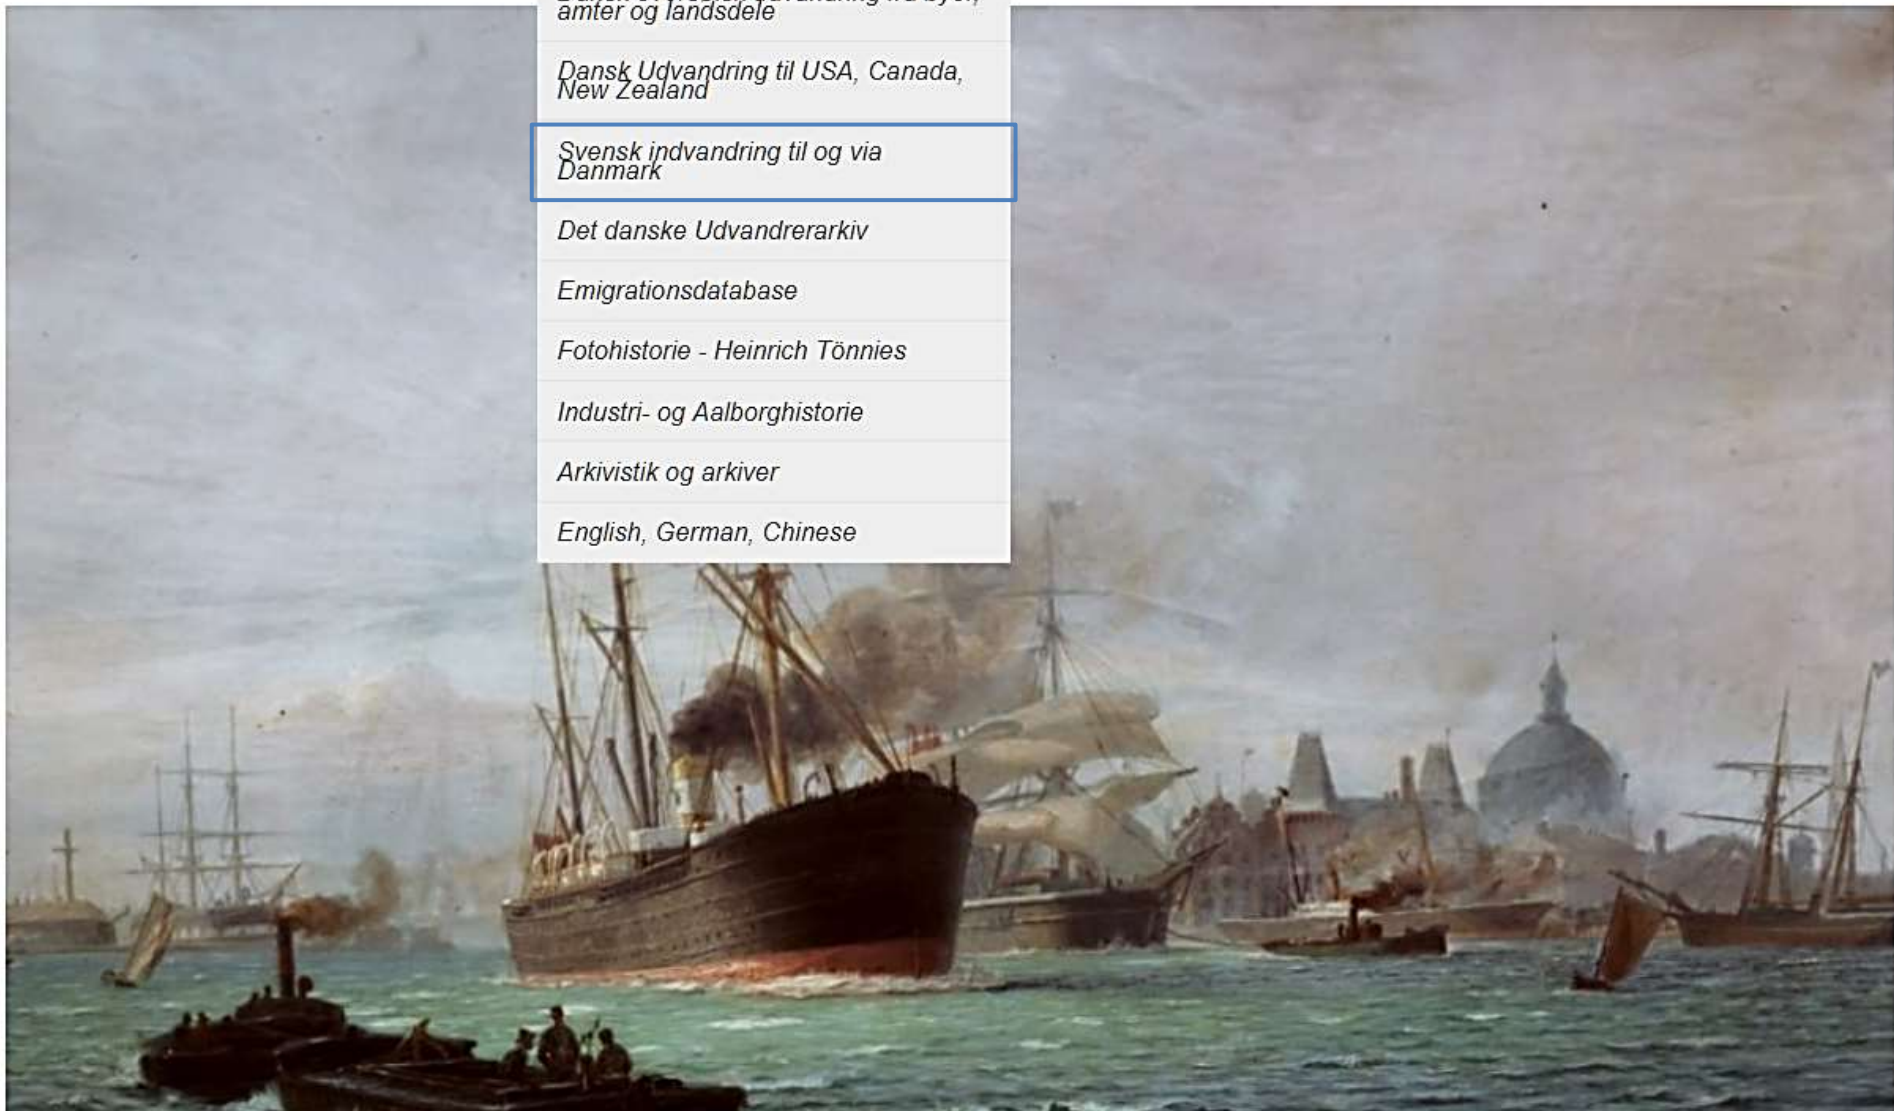 amter og landsdele
Dansk Udvandring til USA, Canada,
New Zealand
Svensk indvandring til og via
Danmark
Det danske Udvandrerarkiv
Emigrationsdatabase
Fotohistorie - Heinrich Tönnies
Industri- og Aalborghistorie
Arkivistik og arkiver
English, German, Chinese